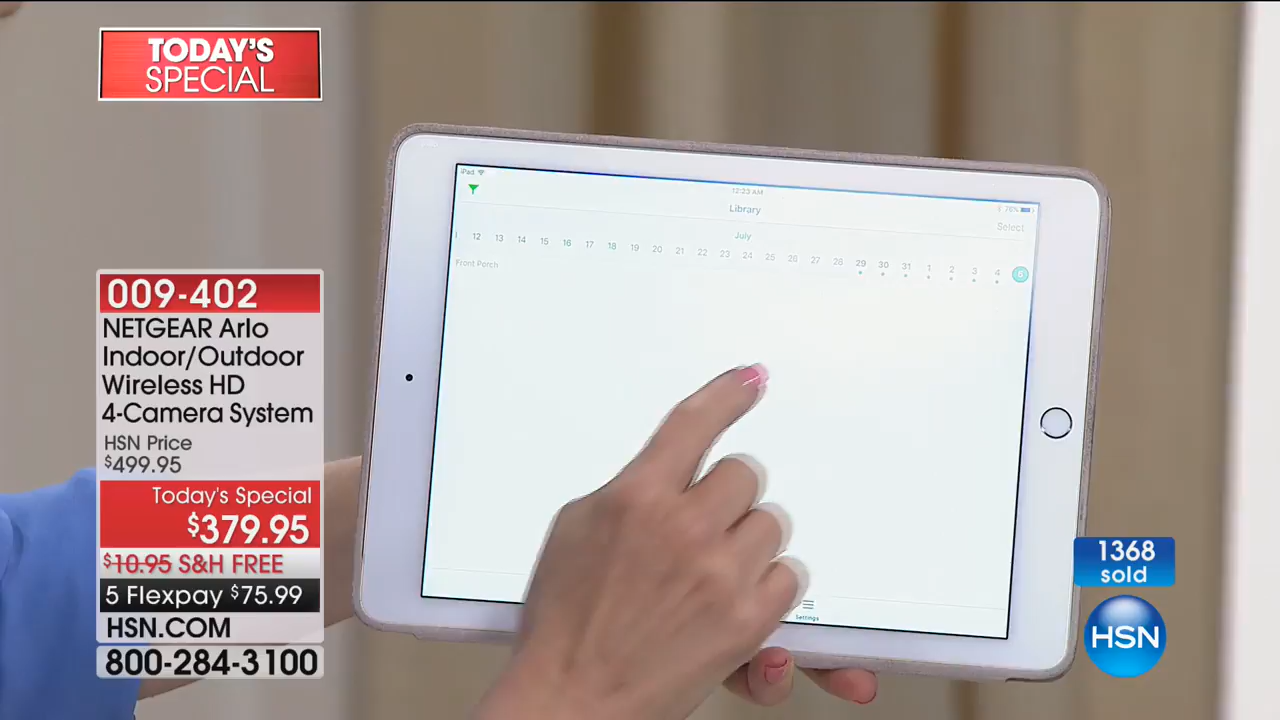 TODAY'S
SPECIAL
iPad
12:23 AM
78%
Library
Select
July
12 13 14 15 16 17 18 19 20 21 22 23 24 25 26 27 28 29 30 31 1 2 3 4 5
Front Porch
Settings
009-402
NETGEAR Arlo
Indoor/Outdoor
Wireless HD
4-Camera System
HSN Price
$499.95
Today's Special
$379.95
$10.95 S&H FREE
5 Flexpay $75.99
HSN.COM
800-284-3100
1368
sold
HSN